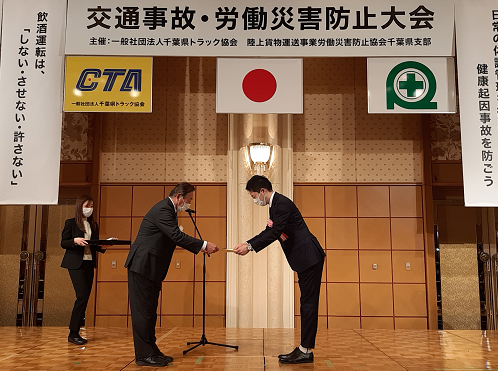 交通事故・労働災害防止大会
主催：一般社団法人千葉県トラック協会　陸上貨物運送事業労働災害防止協会千葉県支部
飲酒運転は、
「しない・させない・許さない」
CTA
一般社団法人千葉県トラック協会
健康起因事故を防ごう